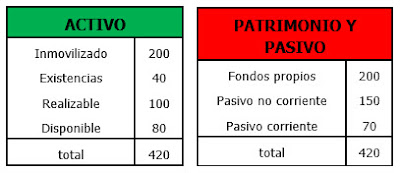 ACTIVO
Inmovilizado 200
Existencias 40
Realizable 100
Disponible 80
total 420
PATRIMONIO Y
PASIVO
Fondos propios 200
Pasivo no corriente 150
Pasivo corriente 70
total 420